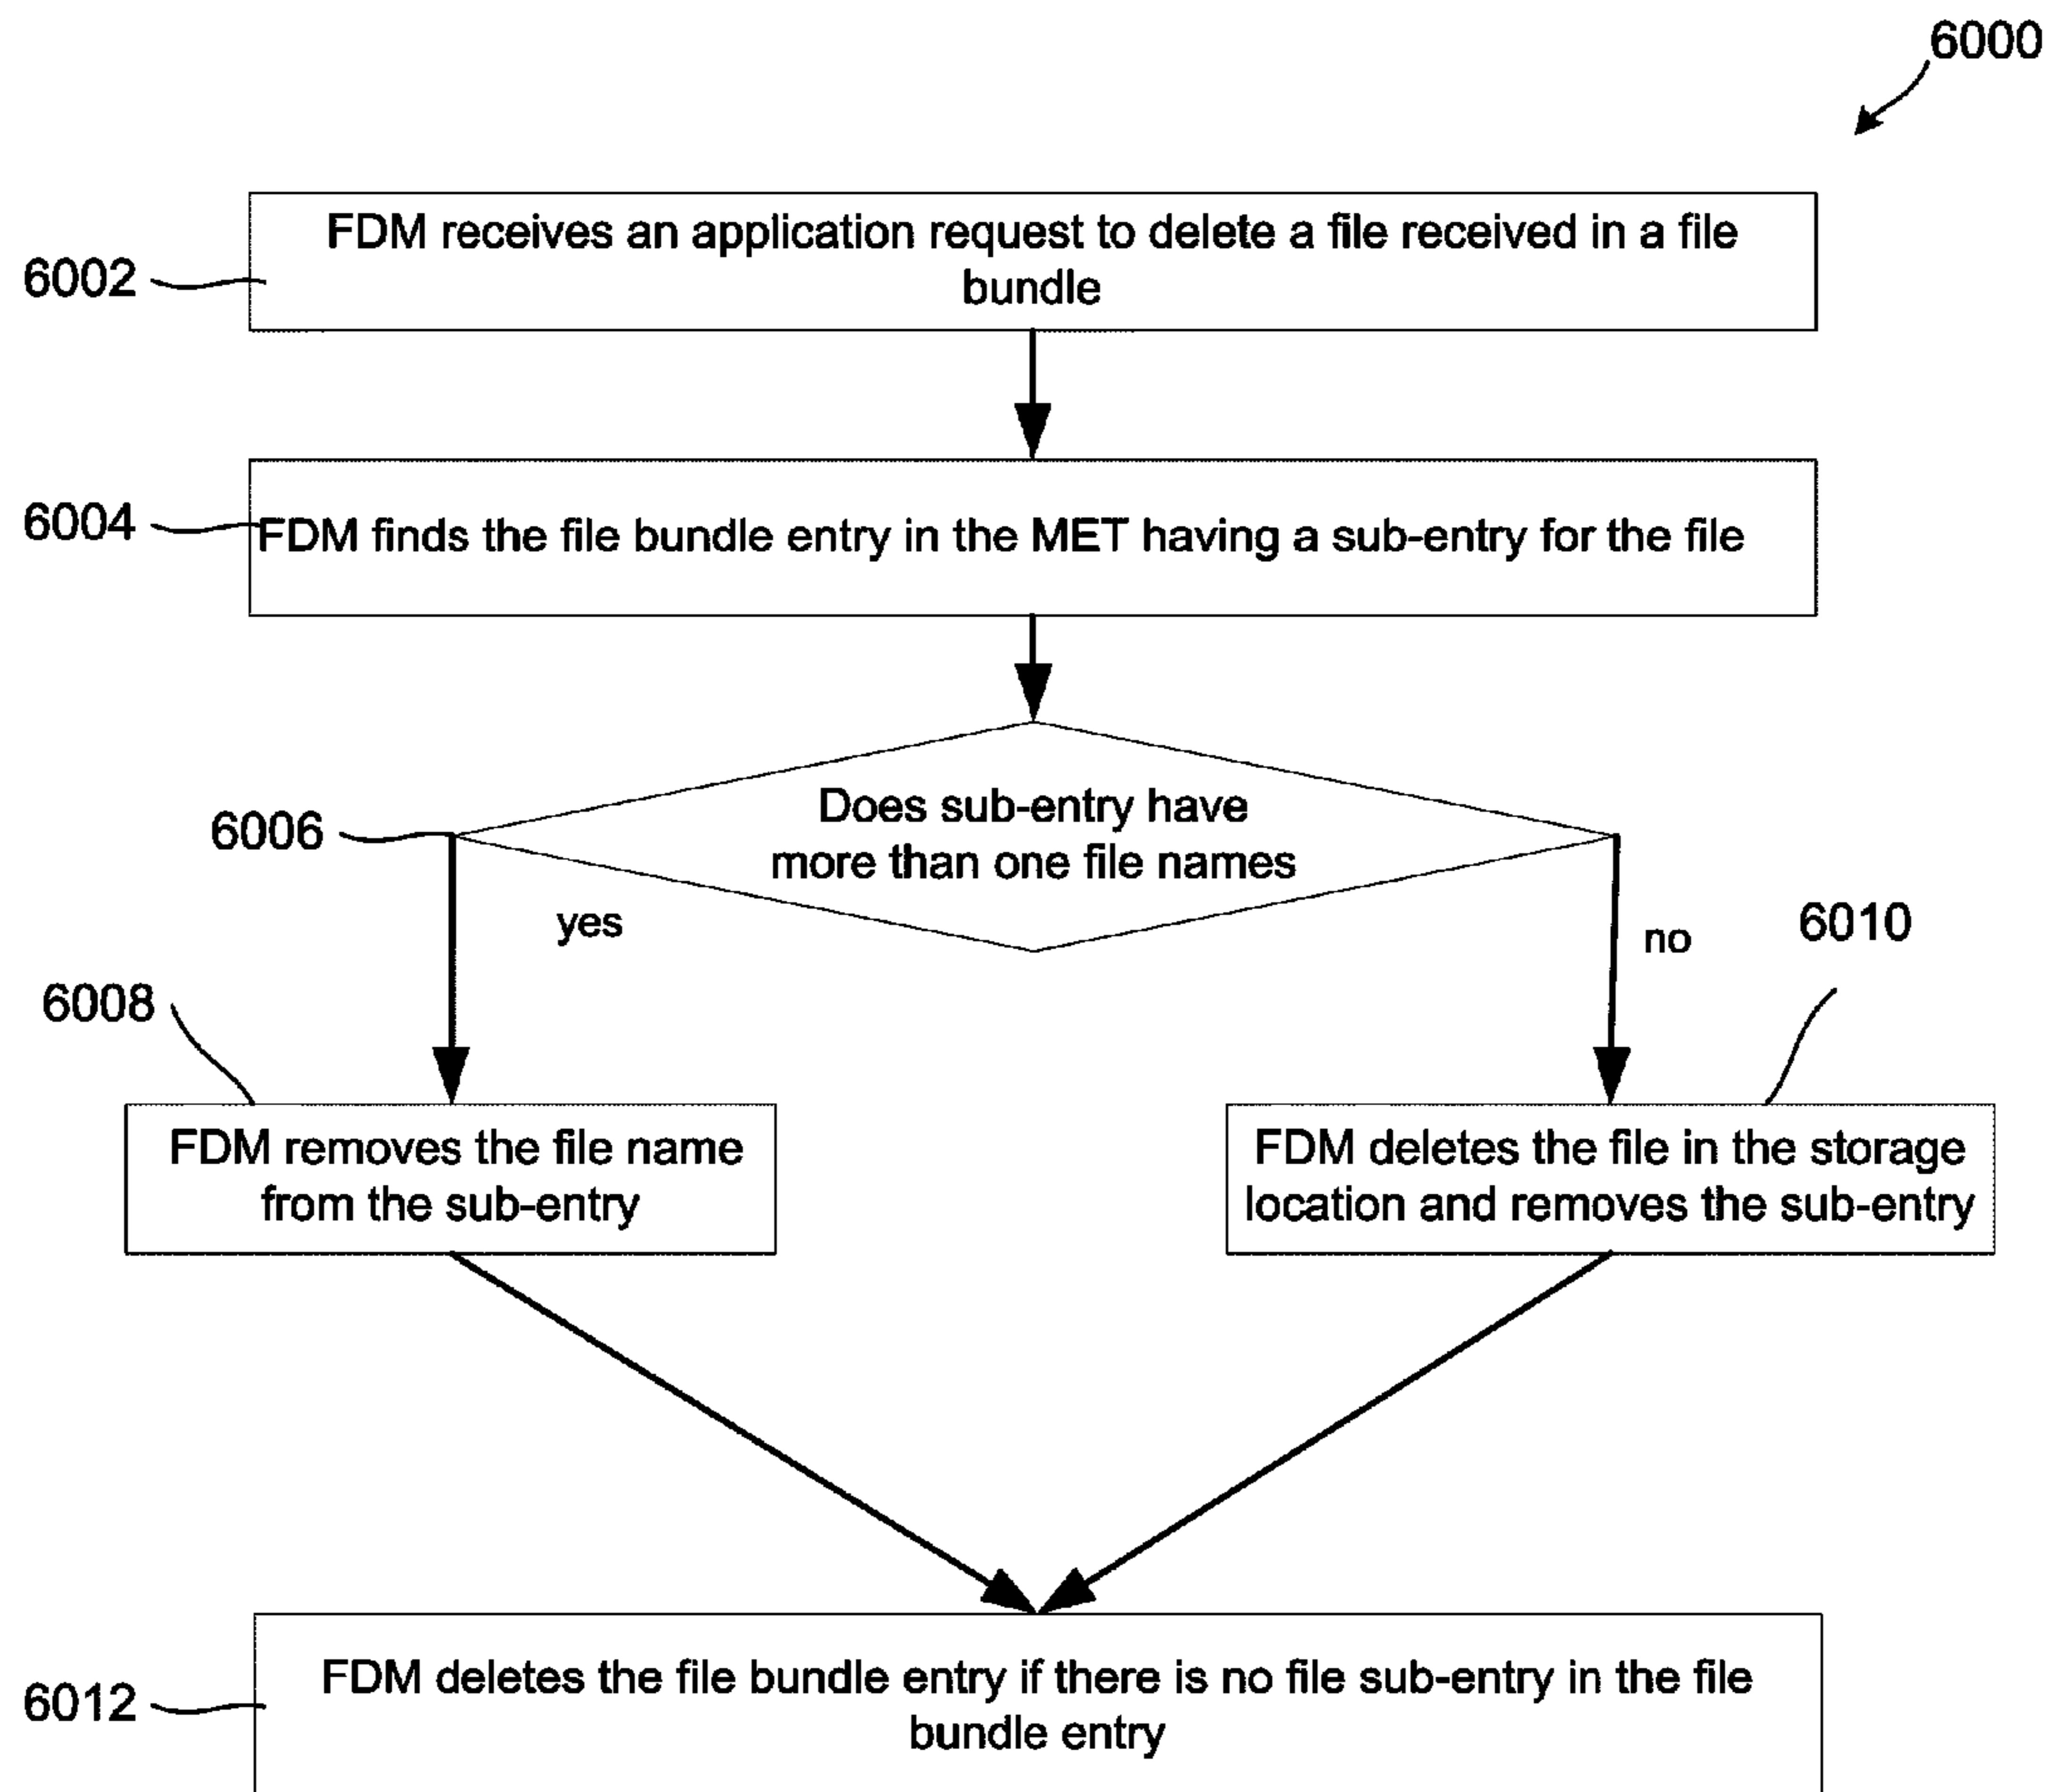 6000
FDM receives an application request to delete a file received in a file
bundle
6002
6004
FDM finds the file bundle entry in the MET having a sub-entry for the file
Does sub-entry have
more than one file names
6006
yes
no
6010
6008
FDM removes the file name
from the sub-entry
FDM deletes the file in the storage
location and removes the sub-entry
FDM deletes the file bundle entry if there is no file sub-entry in the file
bundle entry
6012